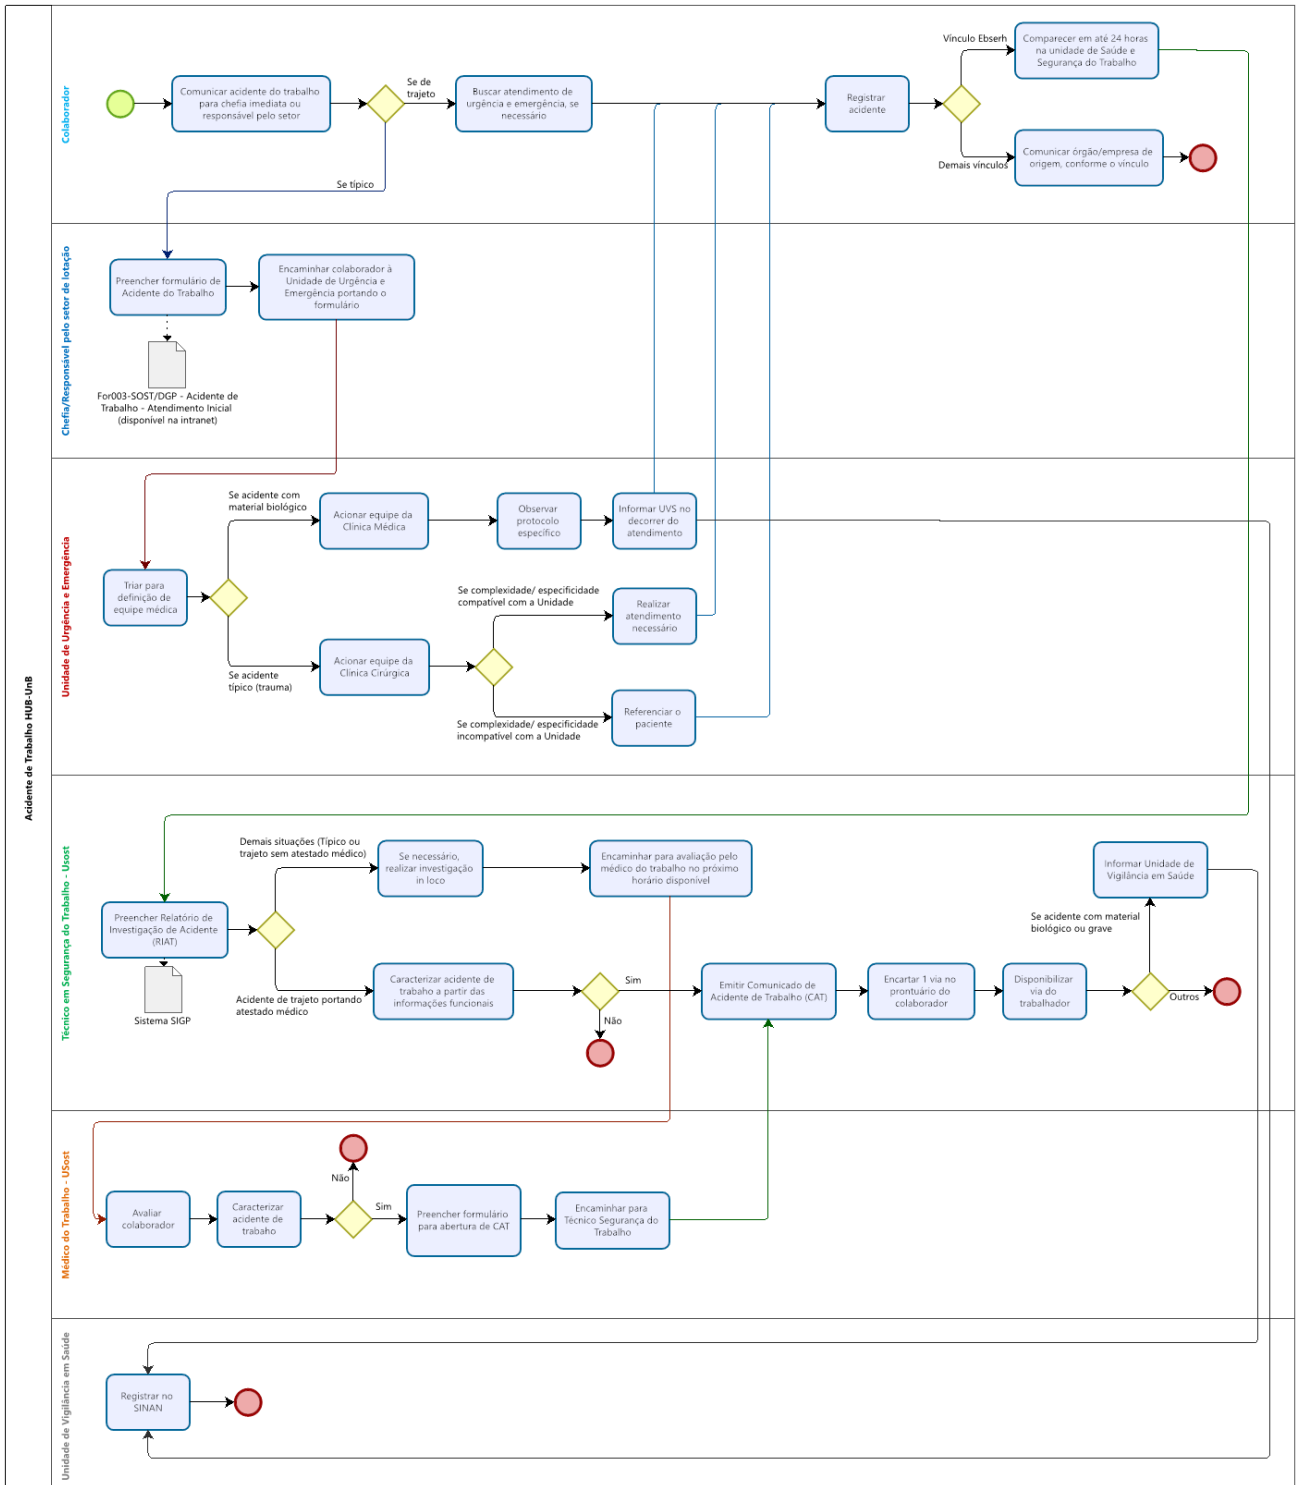 Acidente de Trabalho HUB-UnB
Colaborador
Comunicar acidente do trabalho
para chefia imediata ou
responsável pelo setor
Se de
trajeto
Se típico
Buscar atendimento de
urgência e emergência, se
necessário
Registrar
acidente
Vínculo Ebserh
Demais vínculos
Comparecer em até 24 horas
na unidade de Saúde e
Segurança do Trabalho
Comunicar órgão/empresa de
origem, conforme o vínculo
Chefia/Responsável pelo setor de lotação
Preencher formulário de
Acidente do Trabalho
Encaminhar colaborador à
Unidade de Urgência e
Emergência portando o
formulário
For003-SOST/DGP - Acidente de
Trabalho - Atendimento Inicial
(disponível na intranet)
Unidade de Urgência e Emergência
Triar para
definição de
equipe médica
Se acidente com
material biológico
Acionar equipe da
Clínica Médica
Observar
protocolo
específico
Informar UVS no
decorrer do
atendimento
Se acidente
típico (trauma)
Acionar equipe da
Clínica Cirúrgica
Se complexidade/ especificidade
compatível com a Unidade
Realizar
atendimento
necessário
Se complexidade/ especificidade
incompatível com a Unidade
Referenciar o
paciente
Técnico em Segurança do Trabalho - Usost
Preencher Relatório de
Investigação de Acidente
(RIAT)
Sistema SIGP
Demais situações (Típico ou
trajeto sem atestado médico)
Se necessário,
realizar investigação
in loco
Encaminhar para avaliação pelo
médico do trabalho no próximo
horário disponível
Acidente de trajeto portando
atestado médico
Caracterizar acidente de
trabalho a partir das
informações funcionais
Sim
Não
Emitir Comunicado de
Acidente de Trabalho (CAT)
Encartar 1 via no
prontuário do
colaborador
Disponibilizar
via do
trabalhador
Se acidente com material
biológico ou grave
Outros
Informar Unidade de
Vigilância em Saúde
Médico do Trabalho - USost
Avaliar
colaborador
Caracterizar
acidente de
trabaho
Não
Sim
Preencher formulário
para abertura de CAT
Encaminhar para
Técnico Segurança do
Trabalho
Unidade de Vigilância em Saúde
Registrar no
SINAN